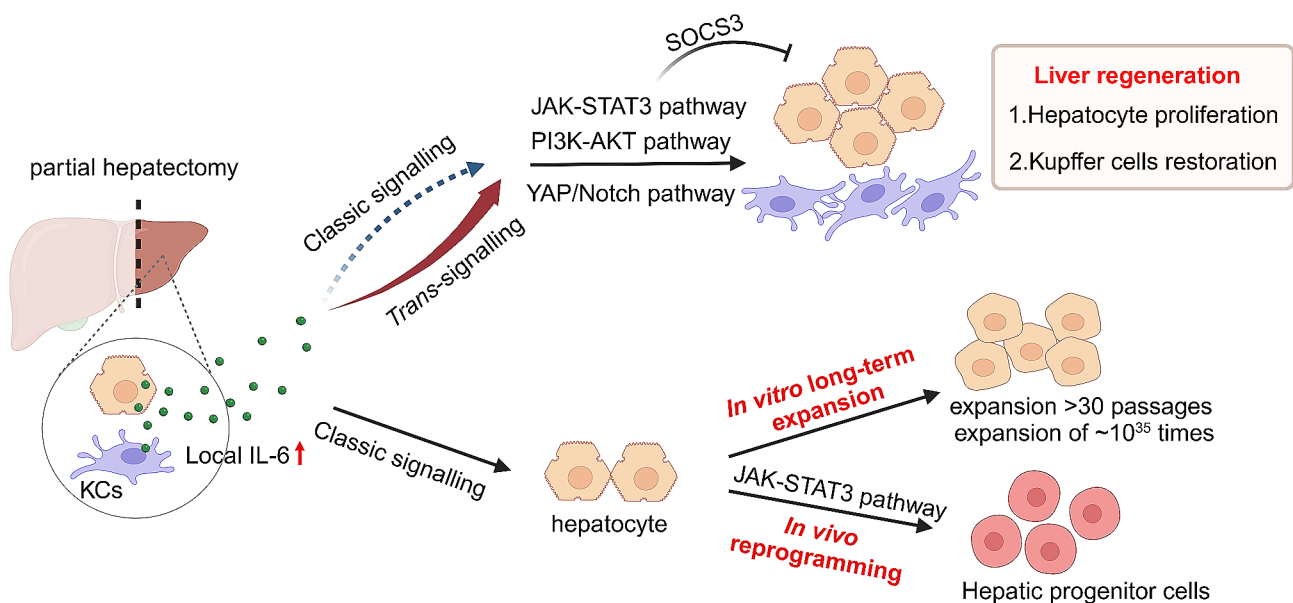 partial hepatectomy
KCs
Local IL-6
Classic signalling
Trans-signalling
SOCS3
JAK-STAT3 pathway
PI3K-AKT pathway
YAP/Notch pathway
Liver regeneration
1.Hepatocyte proliferation
2.Kupffer cells restoration
Classic signalling
hepatocyte
In vitro long-term
expansion
expansion >30 passages
expansion of ~10³⁵ times
JAK-STAT3 pathway
In vivo
reprogramming
Hepatic progenitor cells